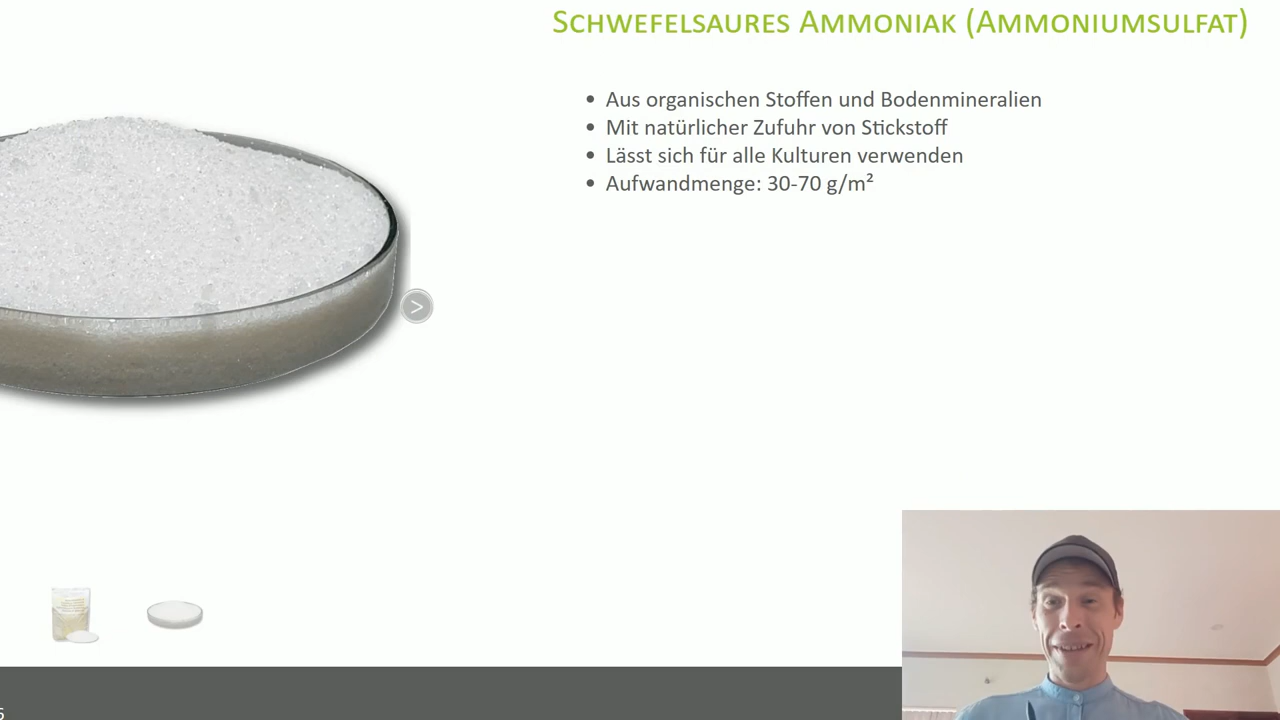 Schwefelsaures Ammoniak (Ammoniumsulfat)
• Aus organischen Stoffen und Bodenmineralien
• Mit natürlicher Zufuhr von Stickstoff
• Lässt sich für alle Kulturen verwenden
• Aufwandmenge: 30-70 g/m²
>